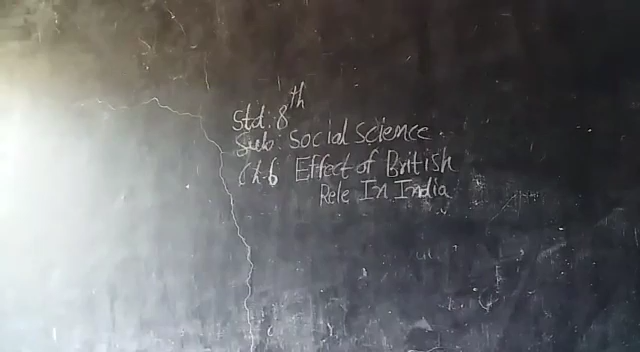 Std: 8th
Sub: Social Science
Ch.6 Effect of British
Rele In India